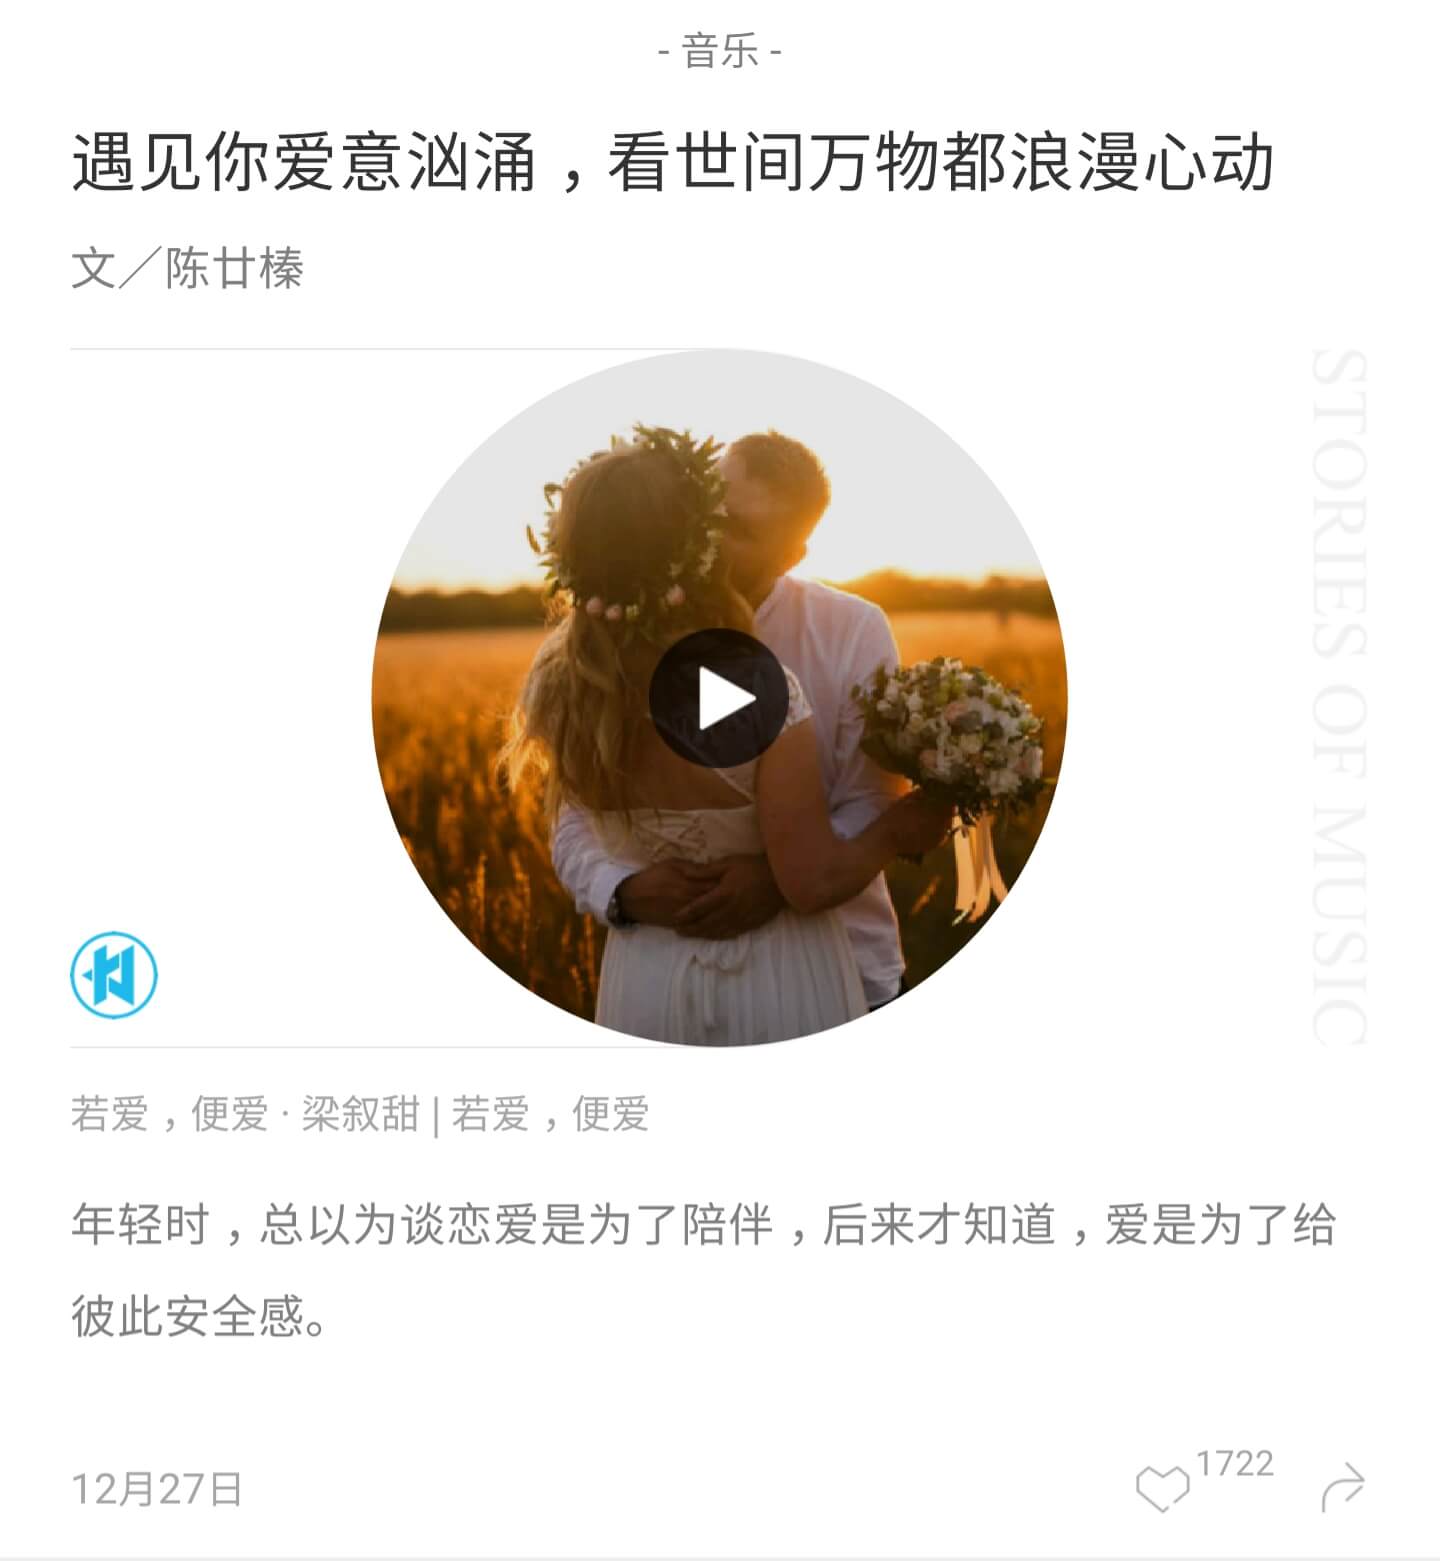 - 音乐 -
遇见你爱意汹涌，看世间万物都浪漫心动
文／陈廿榛
STORIES OF MUSIC
若爱，便爱 · 梁叙甜 | 若爱，便爱
年轻时，总以为谈恋爱是为了陪伴，后来才知道，爱是为了给
彼此安全感。
12月27日
1722